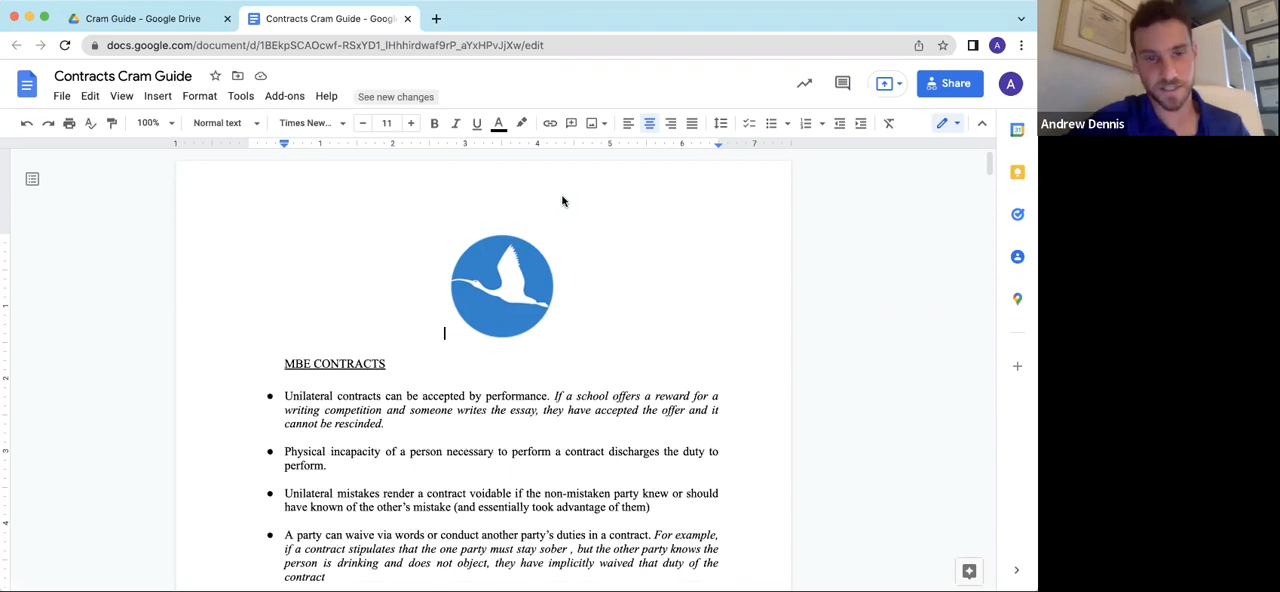 Cram Guide - Google Drive
Contracts Cram Guide - Googl
docs.google.com/document/d/1BEkpSCAOcwf-RSxYD1_lHhhirdwaf9rP_aYxHPvJjXw/edit
A
Contracts Cram Guide
File Edit View Insert Format Tools Add-ons Help See new changes
Share
A
100% Normal text Times New... 11 B I U A
1 1 2 3 4 5 6 7
Andrew Dennis
MBE CONTRACTS
● Unilateral contracts can be accepted by performance. If a school offers a reward for a
writing competition and someone writes the essay, they have accepted the offer and it
cannot be rescinded.
● Physical incapacity of a person necessary to perform a contract discharges the duty to
perform.
● Unilateral mistakes render a contract voidable if the non-mistaken party knew or should
have known of the other's mistake (and essentially took advantage of them)
● A party can waive via words or conduct another party's duties in a contract. For example,
if a contract stipulates that the one party must stay sober , but the other party knows the
person is drinking and does not object, they have implicitly waived that duty of the
contract